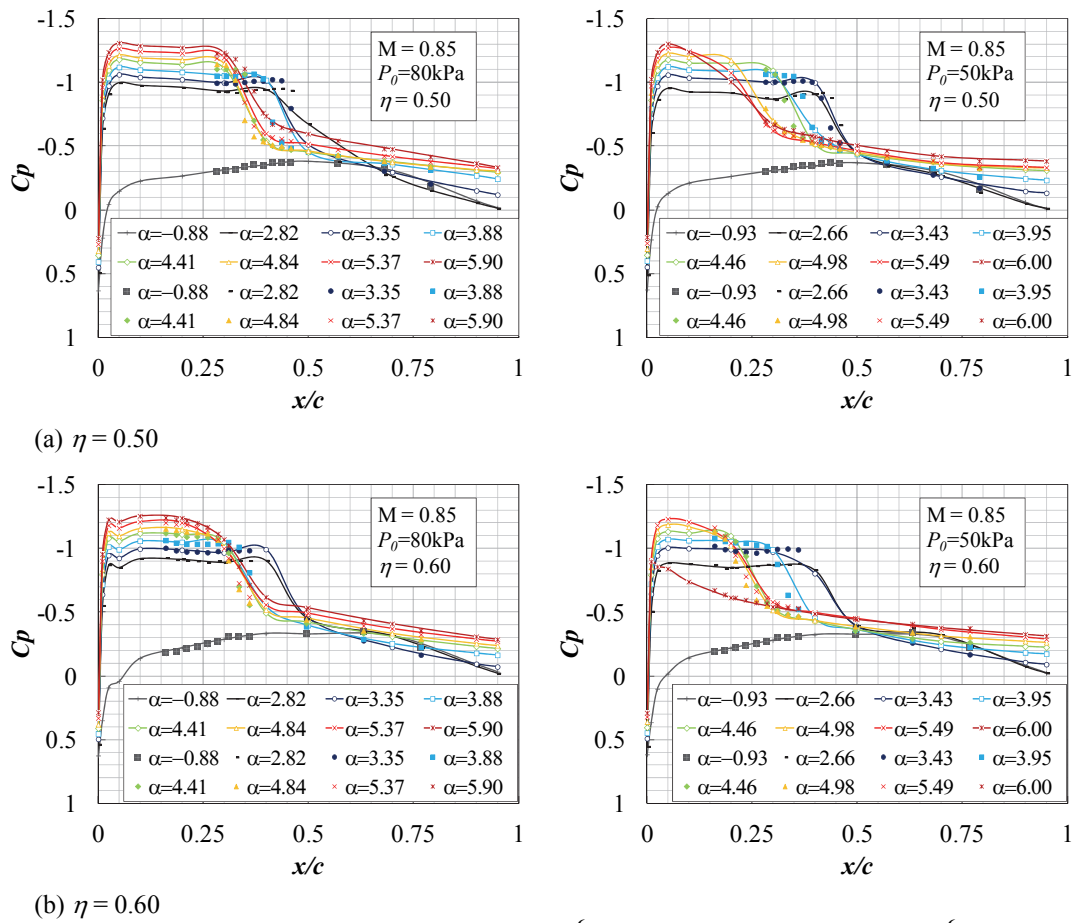 -1.5
-1
-0.5
0
0.5
1
Cp
M = 0.85
P0=80kPa
η = 0.50
α=−0.88 α=2.82 α=3.35 α=3.88
α=4.41 α=4.84 α=5.37 α=5.90
α=−0.88 α=2.82 α=3.35 α=3.88
α=4.41 α=4.84 α=5.37 α=5.90
0 0.25 0.5 0.75 1
x/c
-1.5
-1
-0.5
0
0.5
1
Cp
M = 0.85
P0=50kPa
η = 0.50
α=−0.93 α=2.66 α=3.43 α=3.95
α=4.46 α=4.98 α=5.49 α=6.00
α=−0.93 α=2.66 α=3.43 α=3.95
α=4.46 α=4.98 α=5.49 α=6.00
0 0.25 0.5 0.75 1
x/c
(a) η = 0.50
-1.5
-1
-0.5
0
0.5
1
Cp
M = 0.85
P0=80kPa
η = 0.60
α=−0.88 α=2.82 α=3.35 α=3.88
α=4.41 α=4.84 α=5.37 α=5.90
α=−0.88 α=2.82 α=3.35 α=3.88
α=4.41 α=4.84 α=5.37 α=5.90
0 0.25 0.5 0.75 1
x/c
-1.5
-1
-0.5
0
0.5
1
Cp
M = 0.85
P0=50kPa
η = 0.60
α=−0.93 α=2.66 α=3.43 α=3.95
α=4.46 α=4.98 α=5.49 α=6.00
α=−0.93 α=2.66 α=3.43 α=3.95
α=4.46 α=4.98 α=5.49 α=6.00
0 0.25 0.5 0.75 1
x/c
(b) η = 0.60